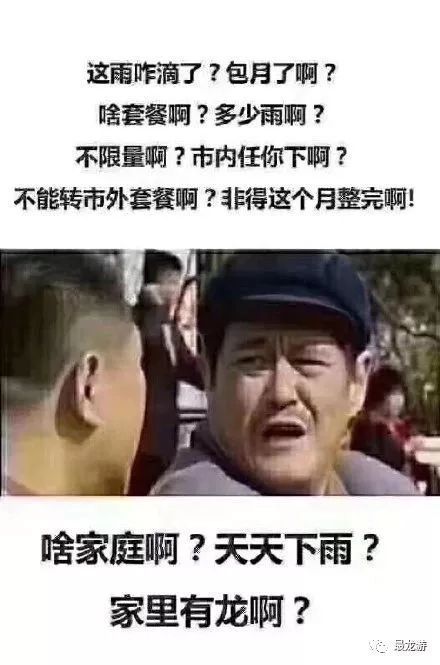 这雨咋滴了？包月了啊？
啥套餐啊？多少雨啊？
不限量啊？市内任你下啊？
不能转市外套餐啊？非得这个月整完啊!
啥家庭啊？天天下雨？
家里有龙啊？
最龙游